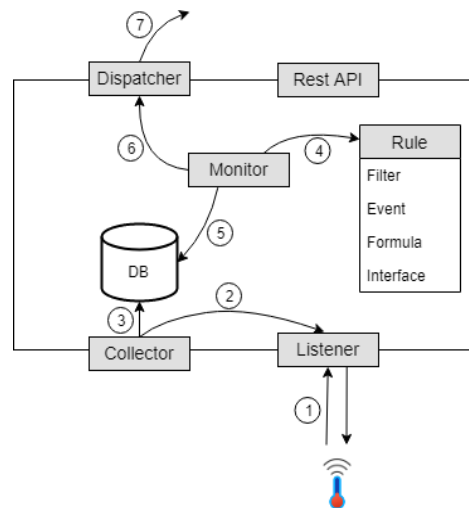 7
Dispatcher
Rest API
6
4
Rule
Monitor
Filter
Event
5
Formula
DB
Interface
2
3
Collector
Listener
1